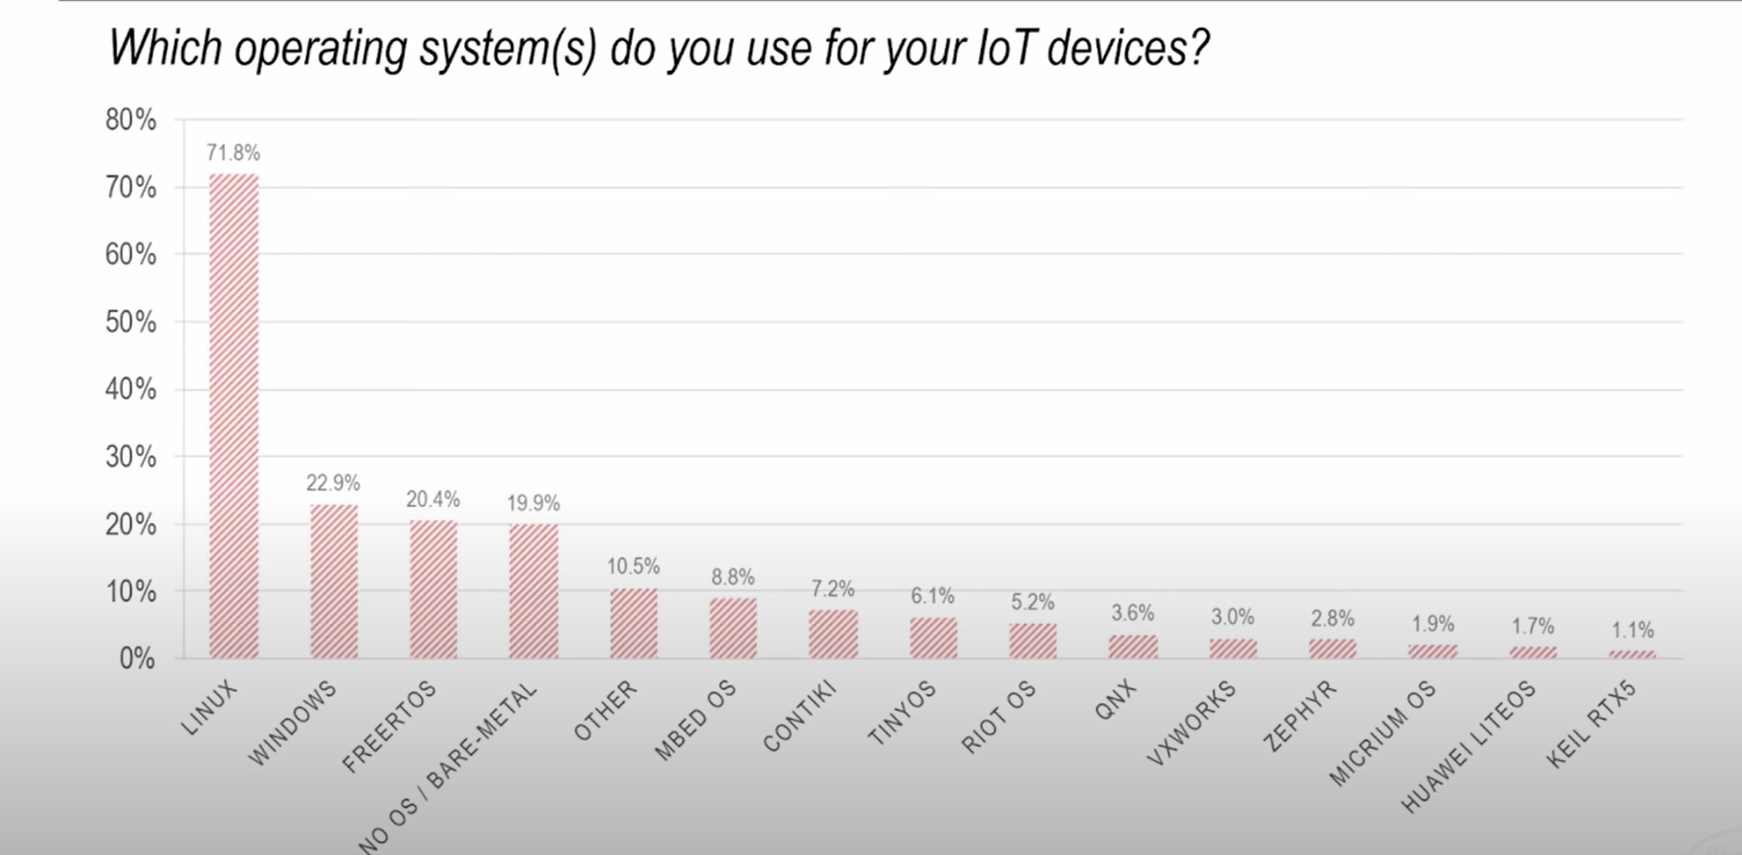 Which operating system(s) do you use for your IoT devices?
80%
70%
60%
50%
40%
30%
20%
10%
0%
71.8%
22.9%
20.4%
19.9%
10.5%
8.8%
7.2%
6.1%
5.2%
3.6%
3.0%
2.8%
1.9%
1.7%
1.1%
LINUX
WINDOWS
FREERTOS
NO OS / BARE-METAL
OTHER
MBED OS
CONTIKI
TINYOS
RIOT OS
QNX
VXWORKS
ZEPHYR
MICRIUM OS
HUAWEI LITEOS
KEIL RTX5